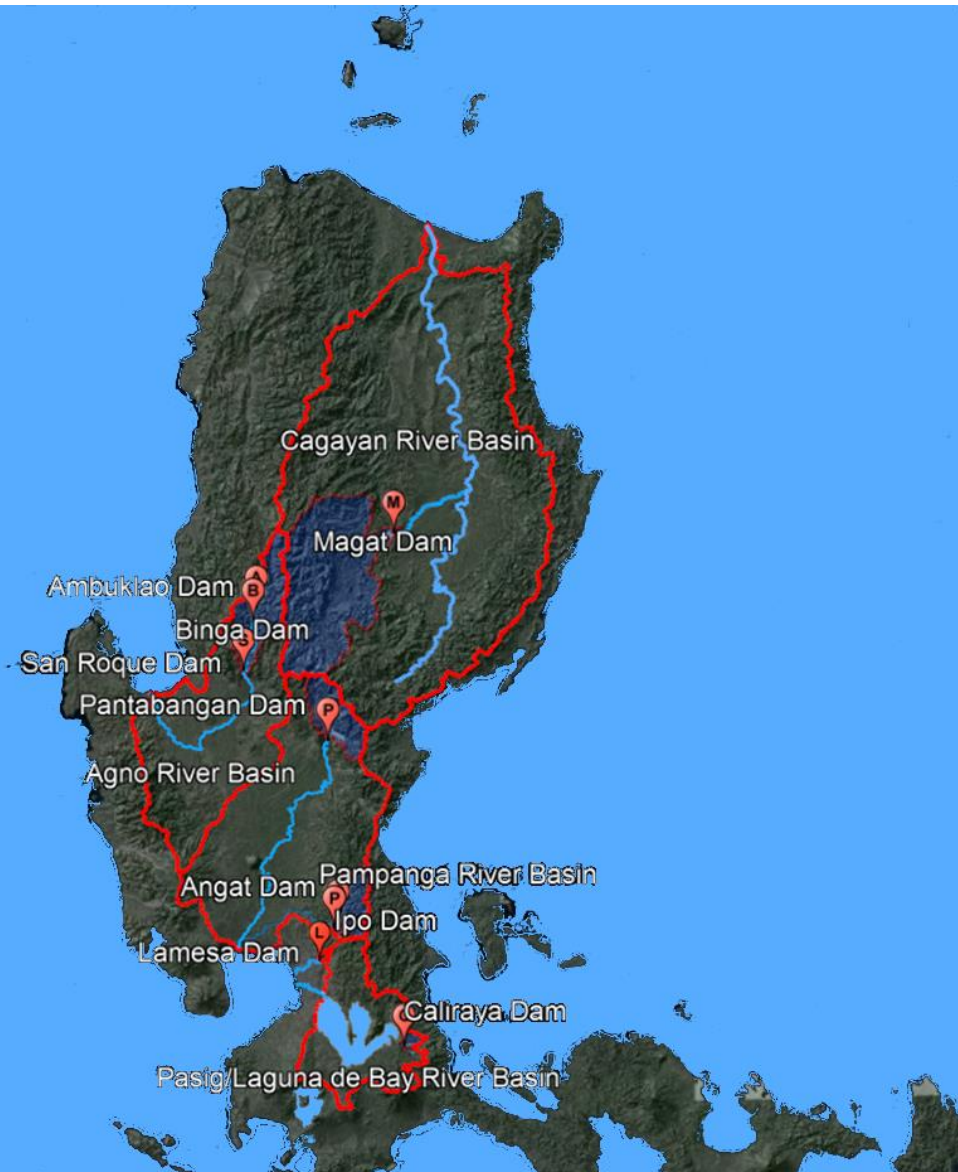 Cagayan River Basin
M
Magat Dam
A
Ambuklao Dam
B
Binga Dam
S
San Roque Dam
Pantabangan Dam
P
Agno River Basin
Pampanga River Basin
Angat Dam
P
Ipo Dam
L
Lamesa Dam
Caliraya Dam
Pasig/Laguna de Bay River Basin